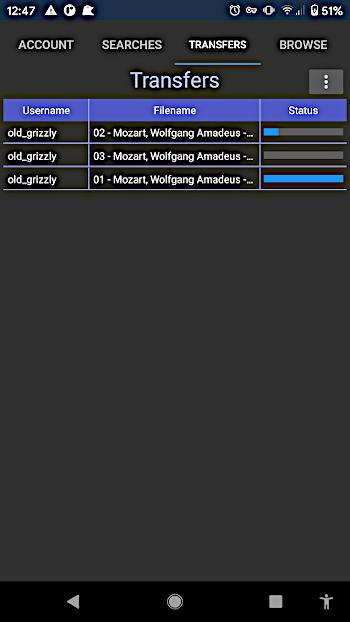 12:47 51%
ACCOUNT SEARCHES TRANSFERS BROWSE
Transfers
Username Filename Status
old_grizzly 02 - Mozart, Wolfgang Amadeus -...
old_grizzly 03 - Mozart, Wolfgang Amadeus -...
old_grizzly 01 - Mozart, Wolfgang Amadeus -...